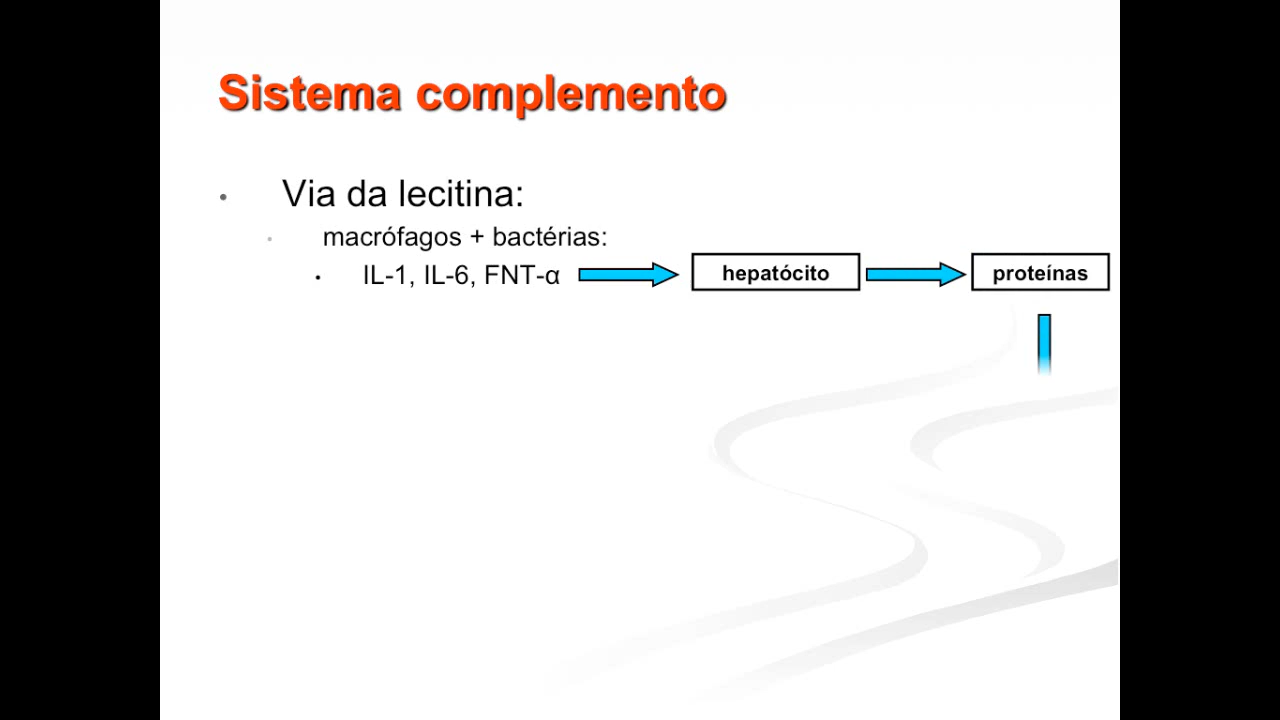 Sistema complemento
• Via da lecitina:
• macrófagos + bactérias:
• IL-1, IL-6, FNT-α
hepatócito
proteínas